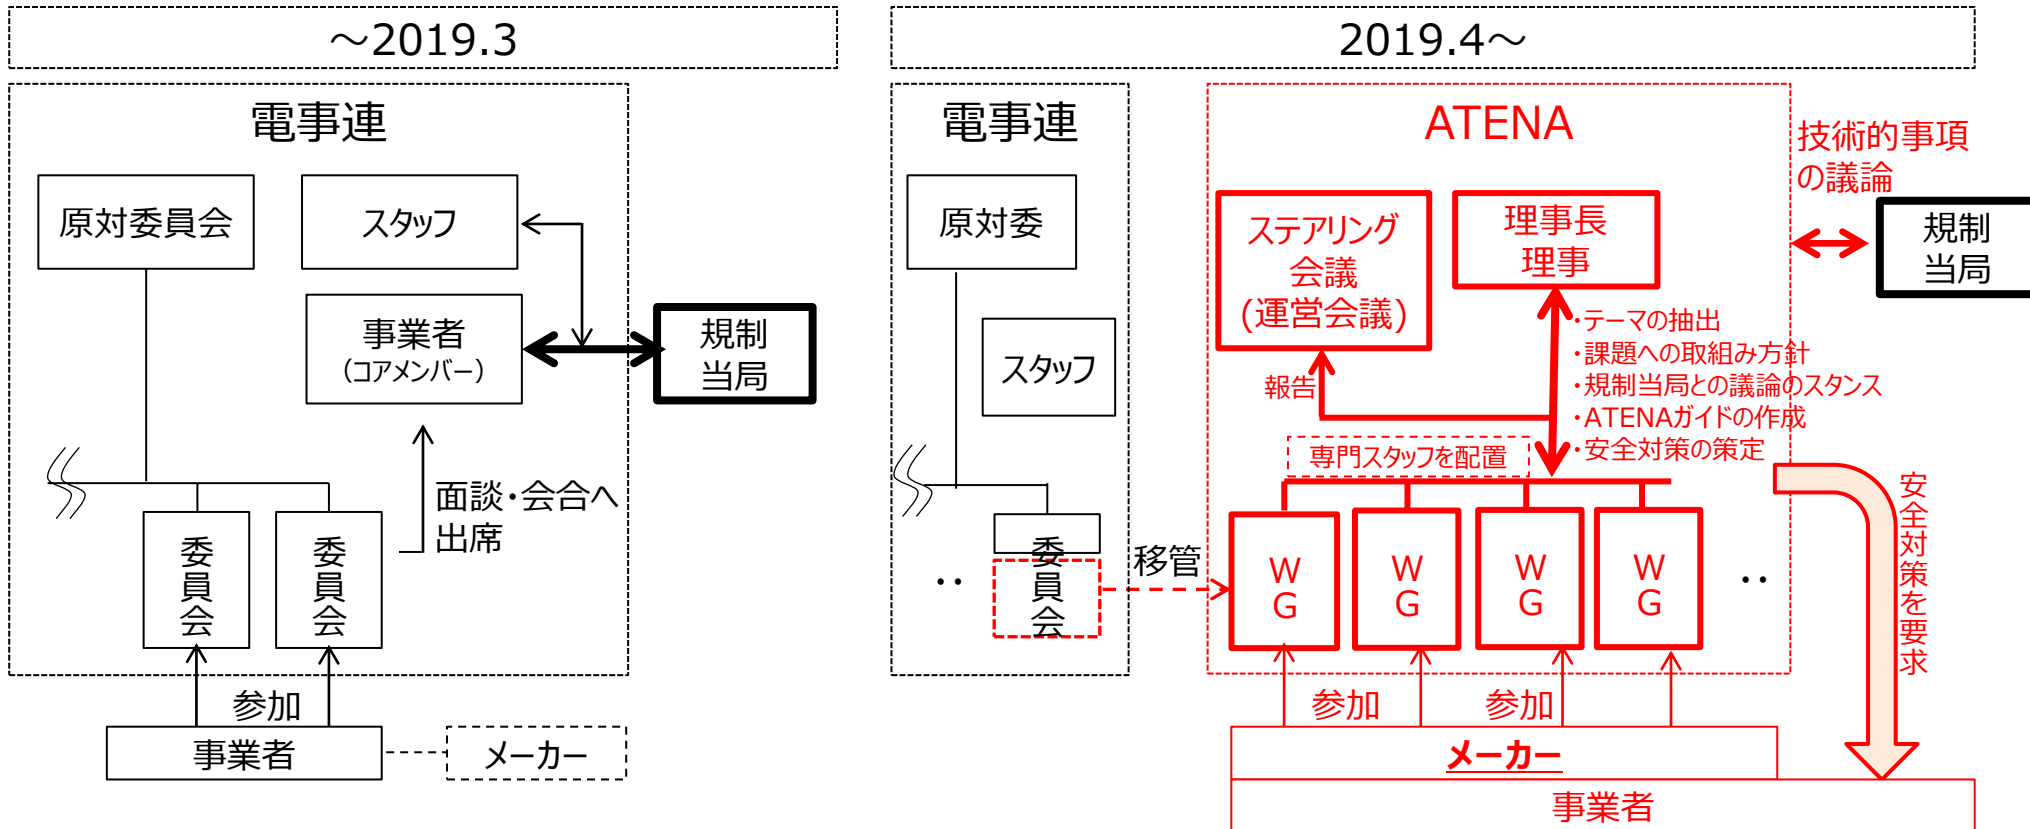 ～2019.3
電事連
原対委員会
スタッフ
事業者
（コアメンバー）
規制
当局
面談・会合へ
出席
委員会
委員会
参加
事業者
メーカー
2019.4～
電事連
原対委
スタッフ
‥
委員会
移管
ATENA
ステアリング
会議
(運営会議)
理事長
理事
技術的事項
の議論
規制
当局
・テーマの抽出
・課題への取組み方針
・規制当局との議論のスタンス
・ATENAガイドの作成
・安全対策の策定
報告
専門スタッフを配置
WG
WG
WG
WG
‥
安全対策を要求
参加
参加
メーカー
事業者